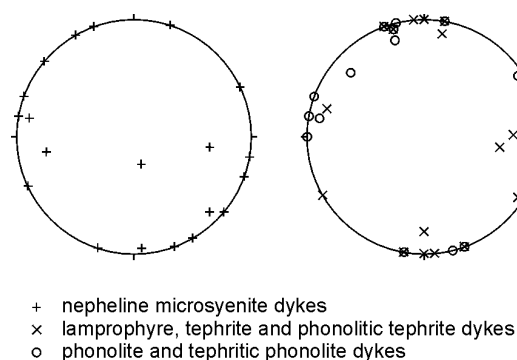 + nepheline microsyenite dykes
× lamprophyre, tephrite and phonolitic tephrite dykes
o phonolite and tephritic phonolite dykes